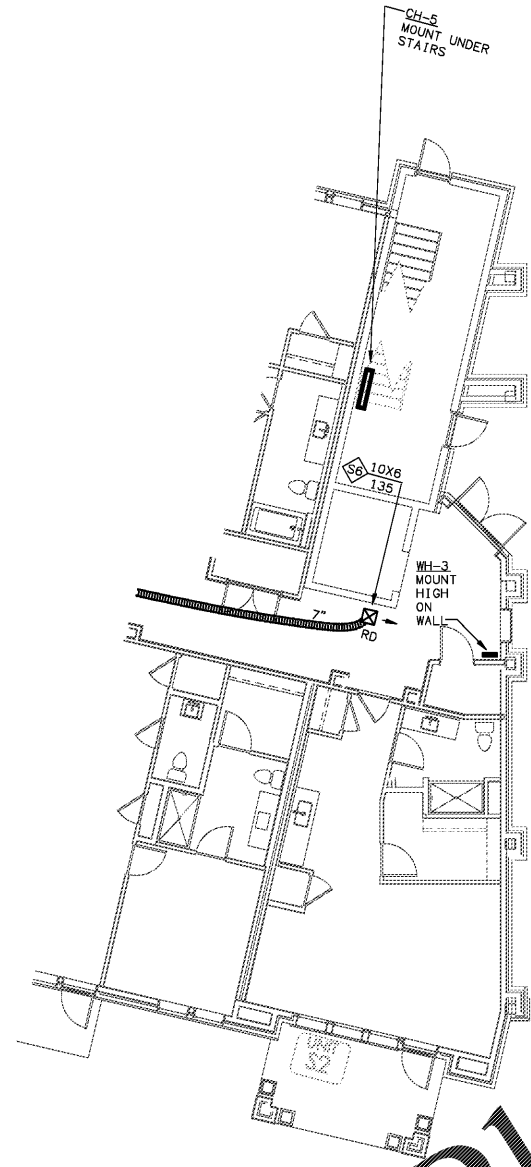 CH-5
MOUNT UNDER
STAIRS
S6 10X6
135
WH-3
MOUNT
HIGH
ON
WALL
7"
RD